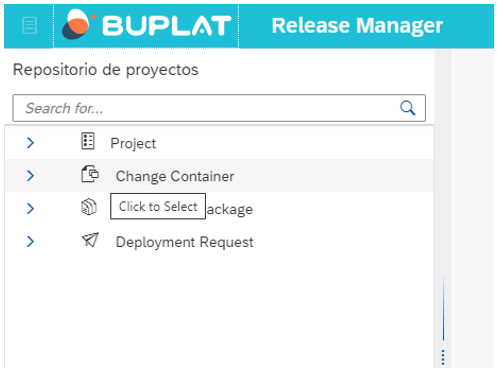 BUPLAT Release Manager
Repositorio de proyectos
Search for...
Project
Change Container
Click to Select ackage
Deployment Request